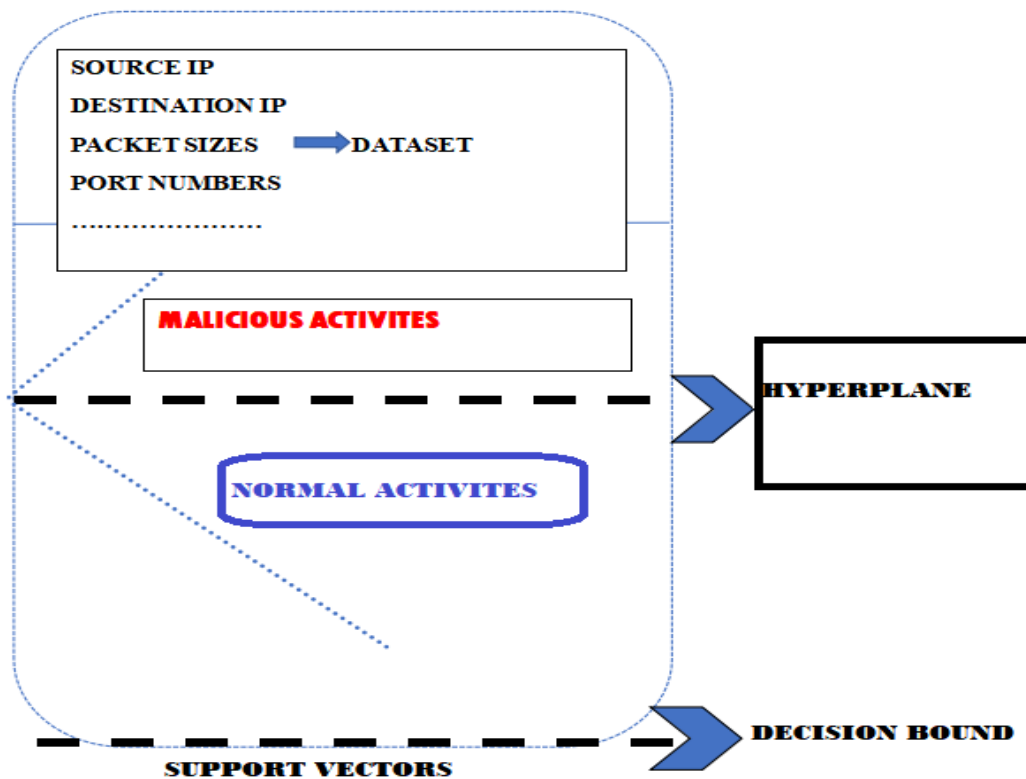 SOURCE IP
DESTINATION IP
PACKET SIZES DATASET
PORT NUMBERS
.......................
MALICIOUS ACTIVITES
HYPERPLANE
NORMAL ACTIVITES
DECISION BOUND
SUPPORT VECTORS